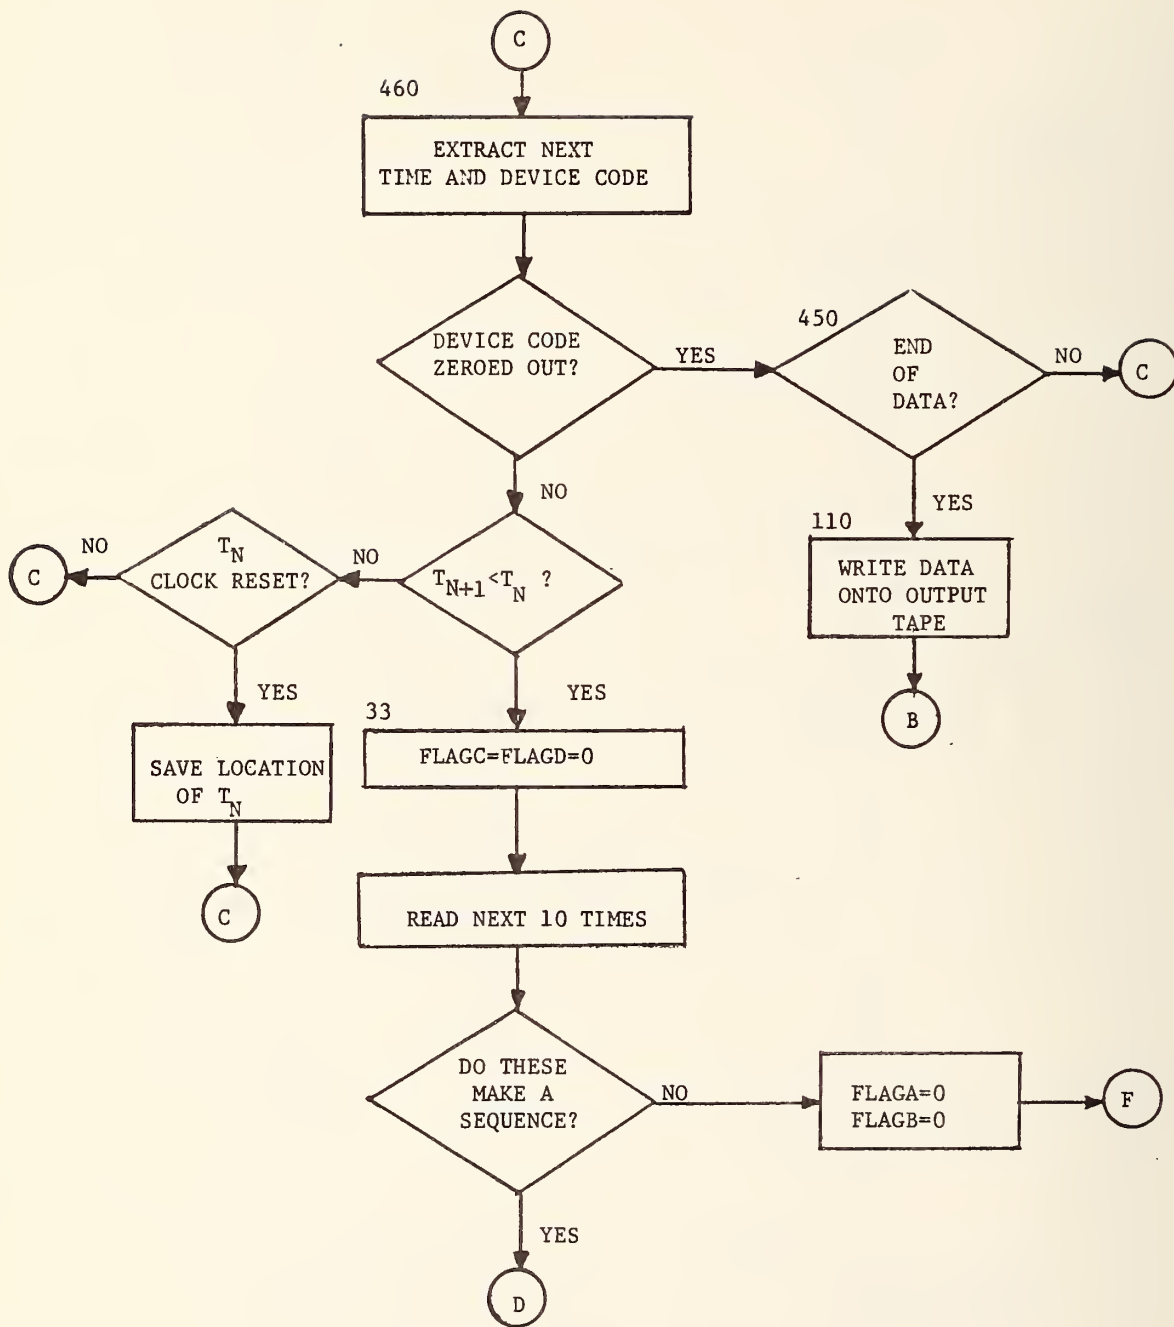 C
460
EXTRACT NEXT
TIME AND DEVICE CODE
DEVICE CODE
ZEROED OUT?
YES
450
END
OF
DATA?
NO
C
NO
YES
110
WRITE DATA
ONTO OUTPUT
TAPE
B
C
NO
T_N
CLOCK RESET?
NO
T_N+1<T_N ?
YES
SAVE LOCATION
OF T_N
C
YES
33
FLAGC=FLAGD=0
READ NEXT 10 TIMES
DO THESE
MAKE A
SEQUENCE?
NO
FLAGA=0
FLAGB=0
F
YES
D